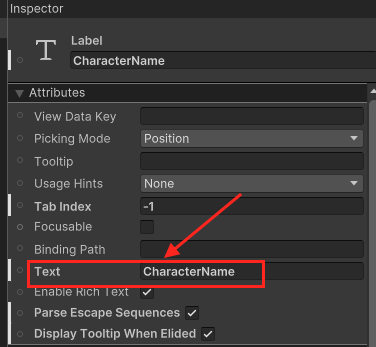 Inspector
T
Label
CharacterName
Attributes
View Data Key
Picking Mode Position
Tooltip
Usage Hints None
Tab Index -1
Focusable
Binding Path
Text CharacterName
Enable Rich Text
Parse Escape Sequences
Display Tooltip When Elided